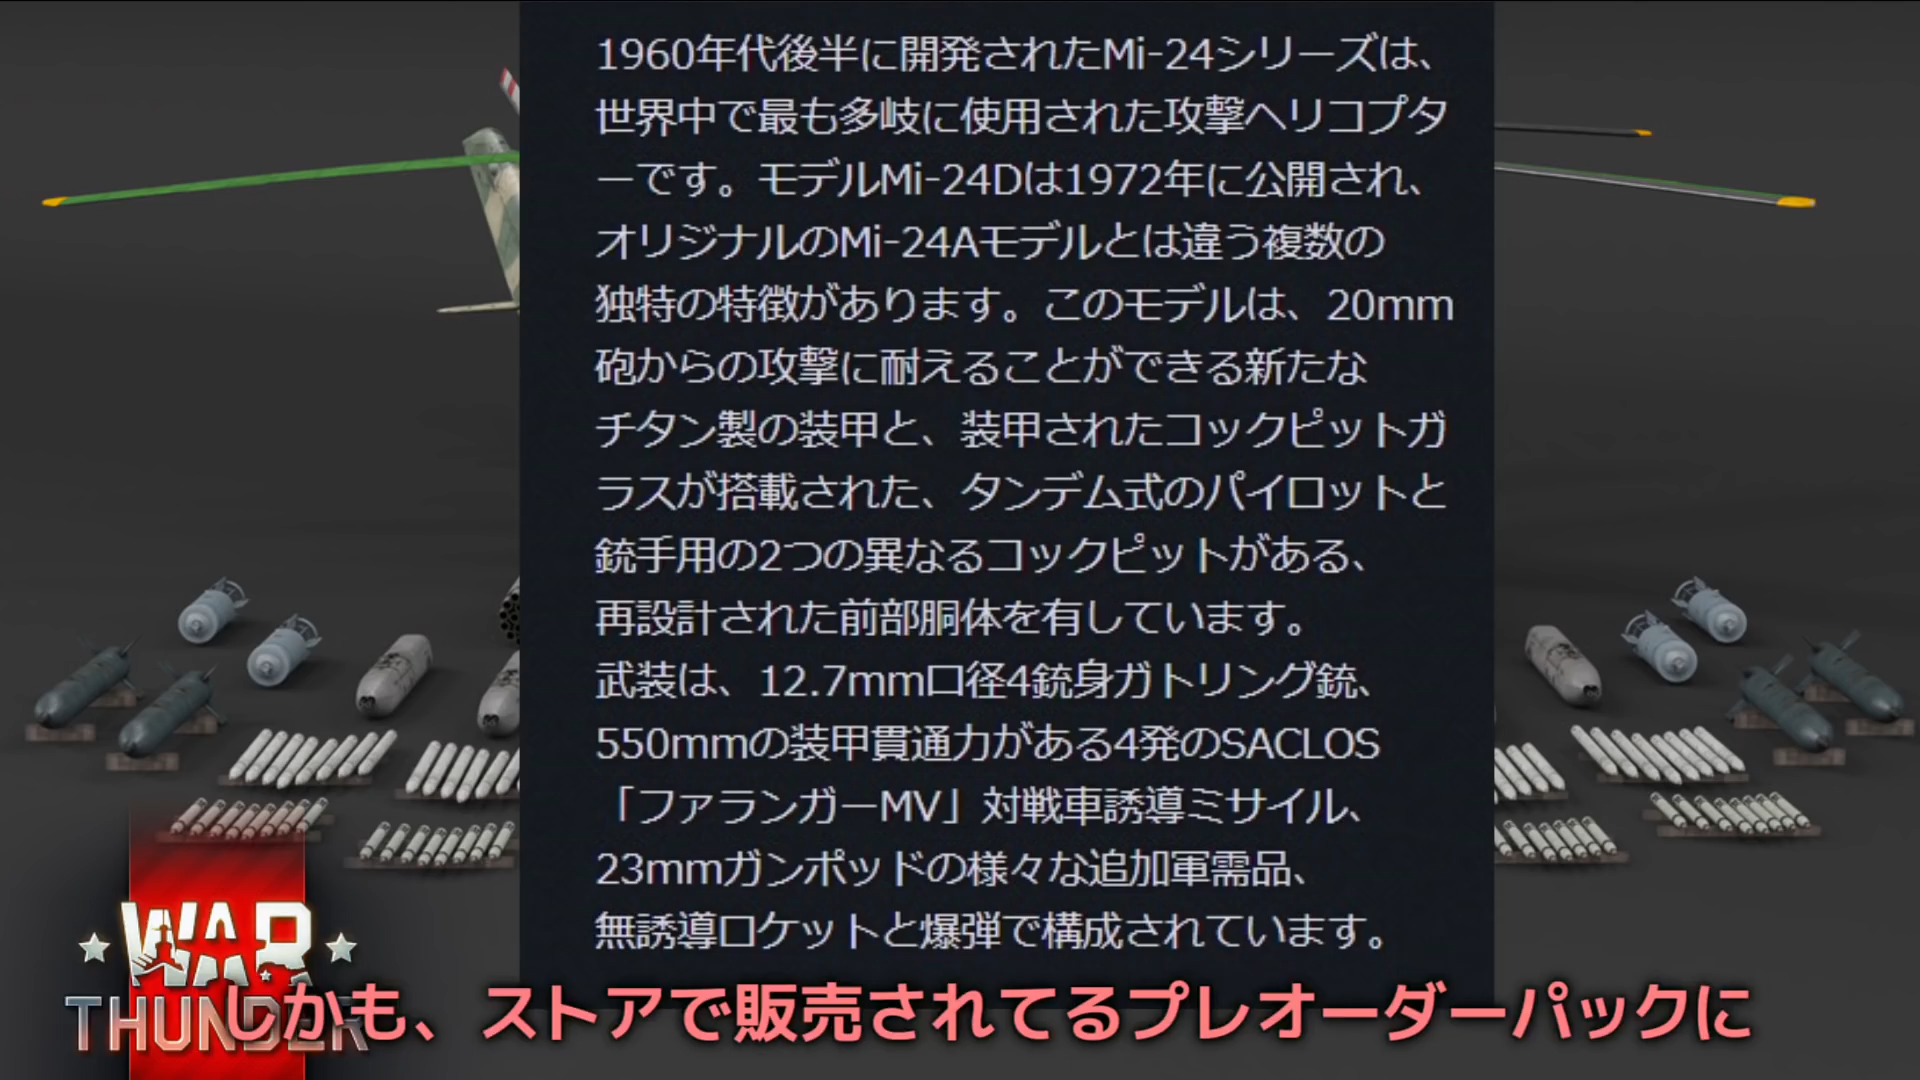 1960年代後半に開発されたMi-24シリーズは、
世界中で最も多岐に使用された攻撃ヘリコプタ
ーです。モデルMi-24Dは1972年に公開され、
オリジナルのMi-24Aモデルとは違う複数の
独特の特徴があります。このモデルは、20mm
砲からの攻撃に耐えることができる新たな
チタン製の装甲と、装甲されたコックピットガ
ラスが搭載された、タンデム式のパイロットと
銃手用の2つの異なるコックピットがある、
再設計された前部胴体を有しています。
武装は、12.7mm口径4銃身ガトリング銃、
550mmの装甲貫通力がある4発のSACLOS
「ファランガーMV」対戦車誘導ミサイル、
23mmガンポッドの様々な追加軍需品、
無誘導ロケットと爆弾で構成されています。
WAR
THUNDER
しかも、ストアで販売されてるプレオーダーパックに